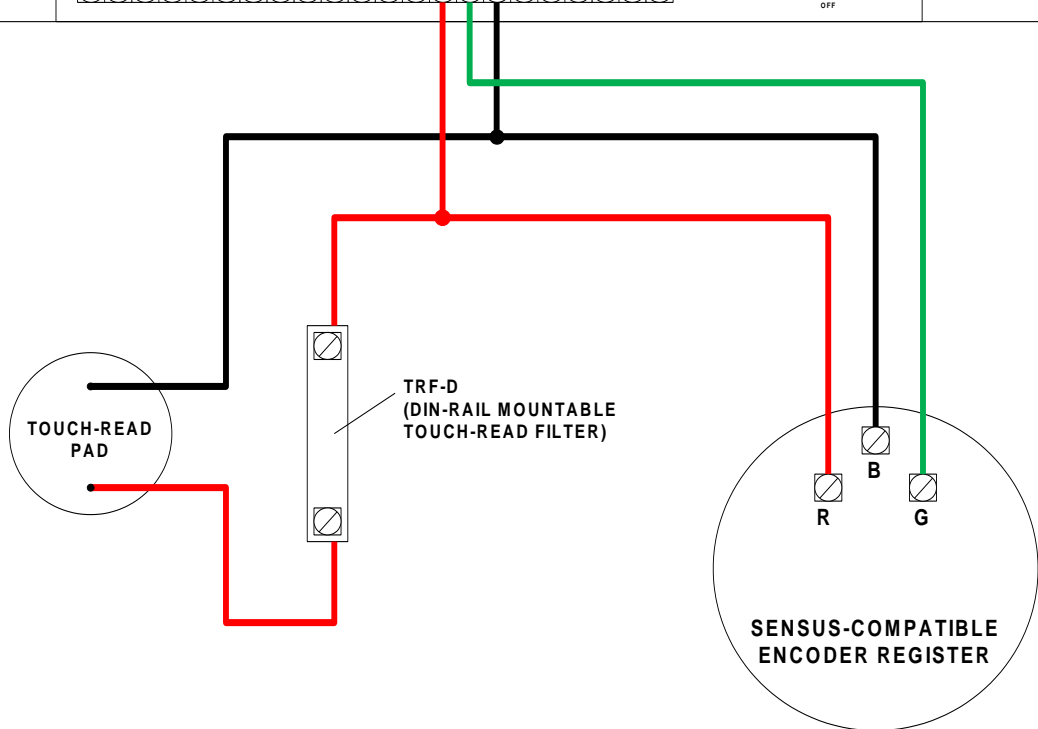 OFF
TRF-D
(DIN-RAIL MOUNTABLE
TOUCH-READ FILTER)
TOUCH-READ
PAD
B
R
G
SENSUS-COMPATIBLE
ENCODER REGISTER